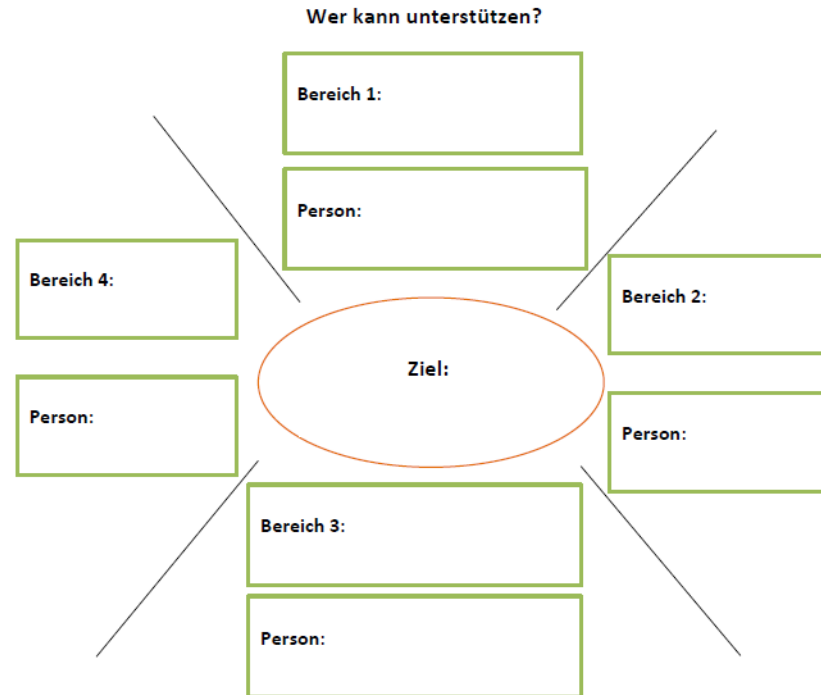 Wer kann unterstützen?
Bereich 1:
Person:
Bereich 4:
Person:
Ziel:
Bereich 2:
Person:
Bereich 3:
Person: